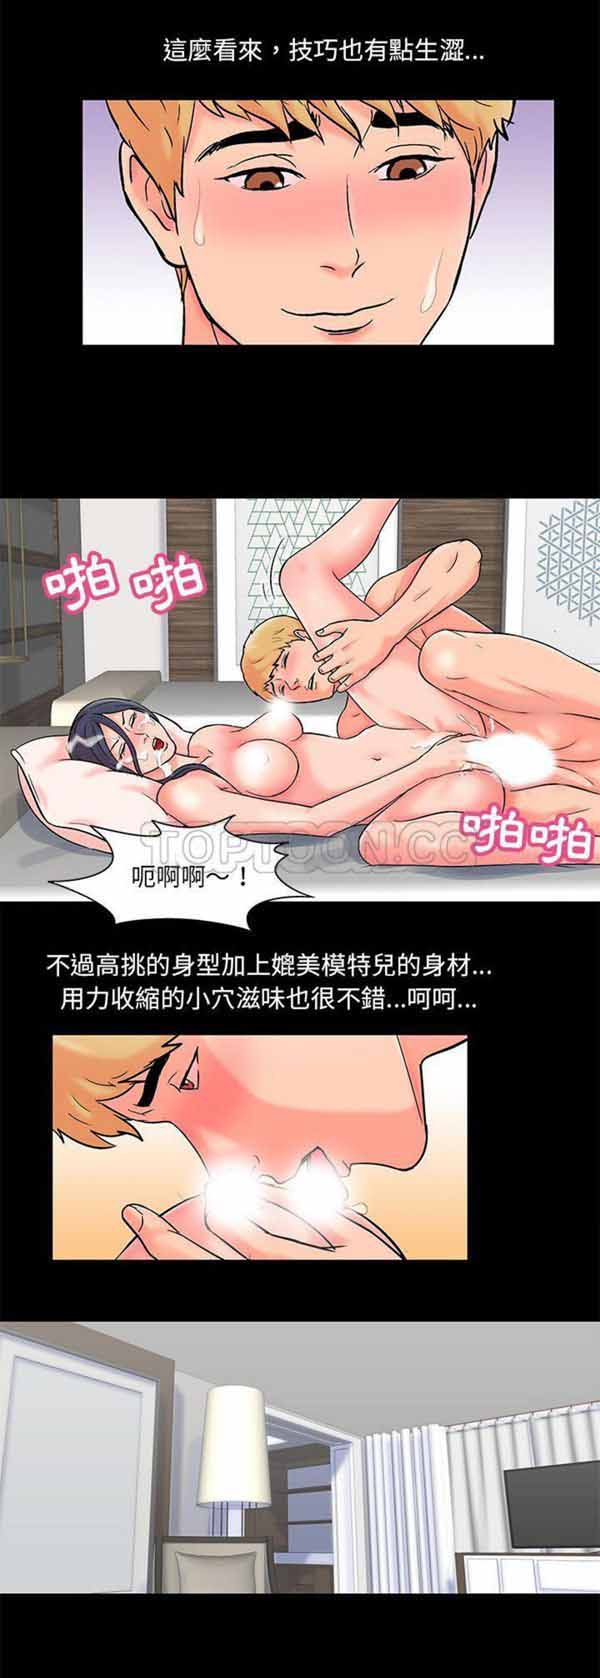 這麼看來，技巧也有點生澀...
啪啪
啪啪
TOPTOON.CC
呃啊啊～！
不過高挑的身型加上媲美模特兒的身材...
用力收縮的小穴滋味也很不錯...呵呵...